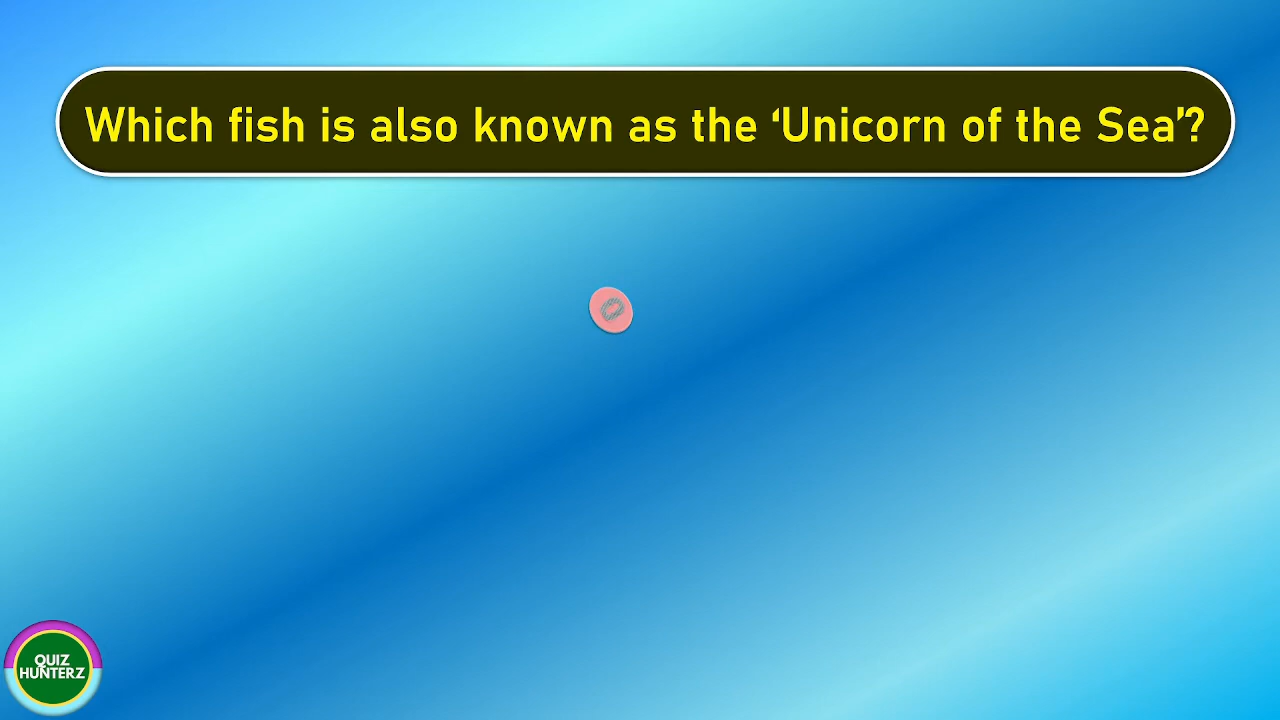 Which fish is also known as the ‘Unicorn of the Sea’?
QUIZ
HUNTERZ